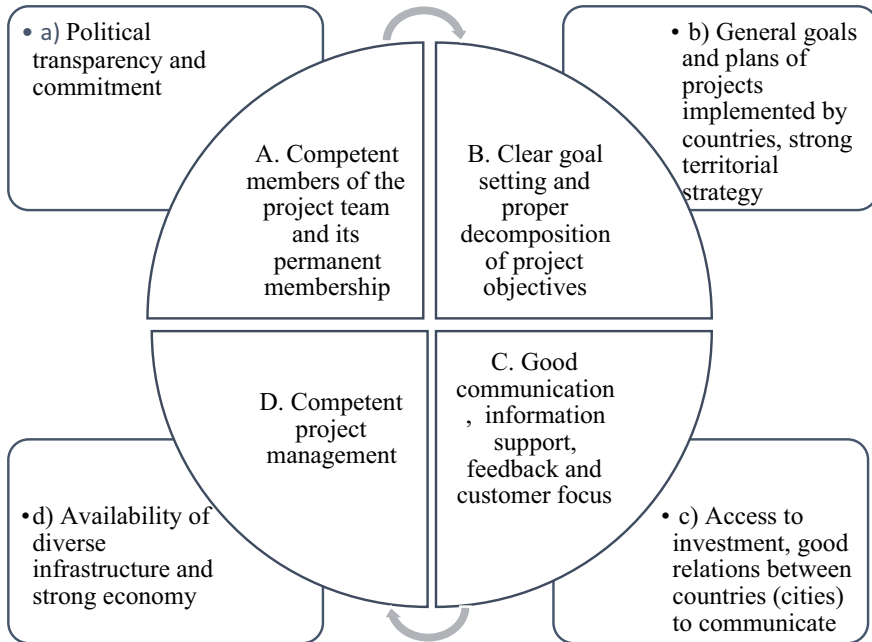 • a) Political
transparency and
commitment
• b) General goals
and plans of
projects
implemented by
countries, strong
territorial
strategy
A. Competent
members of the
project team
and its
permanent
membership
B. Clear goal
setting and
proper
decomposition
of project
objectives
D. Competent
project
management
C. Good
communication
, information
support,
feedback and
customer focus
•d) Availability of
diverse
infrastructure and
strong economy
• c) Access to
investment, good
relations between
countries (cities)
to communicate